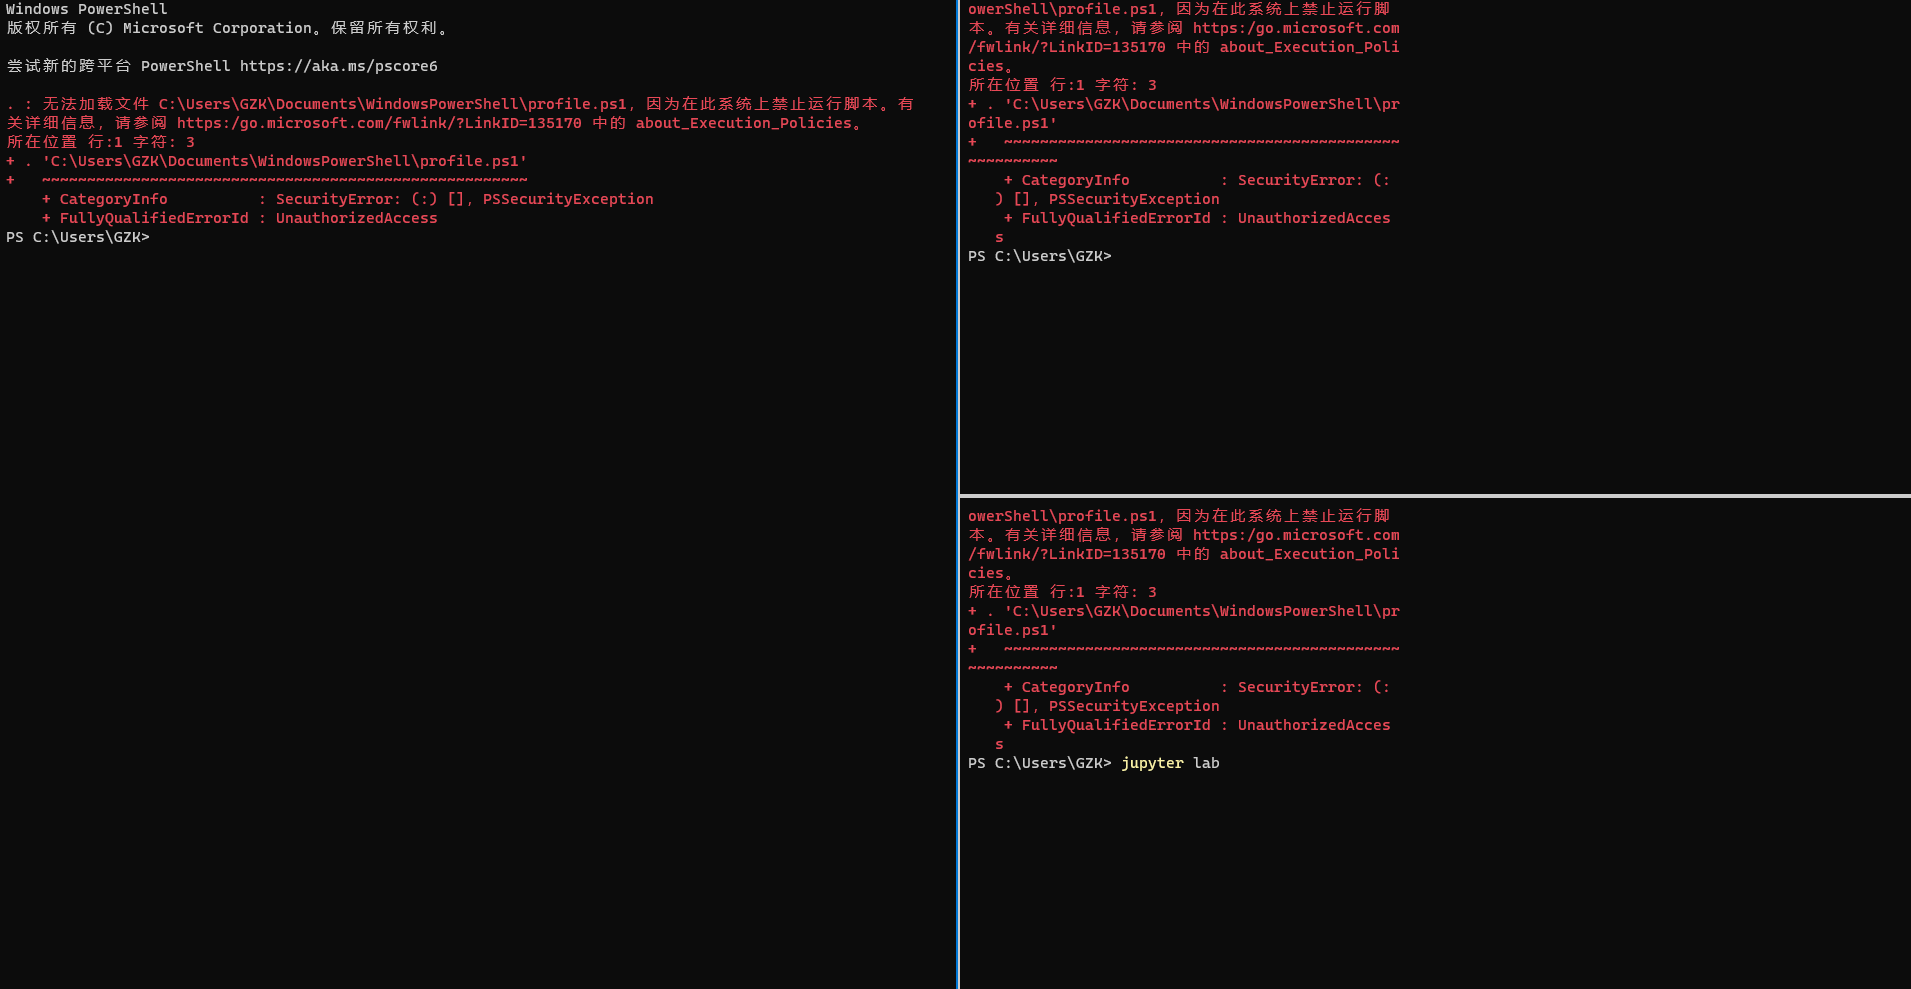 Windows PowerShell
版权所有 (C) Microsoft Corporation。保留所有权利。
尝试新的跨平台 PowerShell https://aka.ms/pscore6
. : 无法加载文件 C:\Users\GZK\Documents\WindowsPowerShell\profile.ps1，因为在此系统上禁止运行脚本。有
关详细信息，请参阅 https:/go.microsoft.com/fwlink/?LinkID=135170 中的 about_Execution_Policies。
所在位置 行:1 字符: 3
+ . 'C:\Users\GZK\Documents\WindowsPowerShell\profile.ps1'
+   ~~~~~~~~~~~~~~~~~~~~~~~~~~~~~~~~~~~~~~~~~~~~~~~~~~~~~~
    + CategoryInfo          : SecurityError: (:) [], PSSecurityException
    + FullyQualifiedErrorId : UnauthorizedAccess
PS C:\Users\GZK>
owerShell\profile.ps1，因为在此系统上禁止运行脚
本。有关详细信息，请参阅 https:/go.microsoft.com
/fwlink/?LinkID=135170 中的 about_Execution_Poli
cies。
所在位置 行:1 字符: 3
+ . 'C:\Users\GZK\Documents\WindowsPowerShell\pr
ofile.ps1'
+   ~~~~~~~~~~~~~~~~~~~~~~~~~~~~~~~~~~~~~~~~~~~~
~~~~~~~~~~
    + CategoryInfo          : SecurityError: (:
   ) [], PSSecurityException
    + FullyQualifiedErrorId : UnauthorizedAcces
   s
PS C:\Users\GZK>
owerShell\profile.ps1，因为在此系统上禁止运行脚
本。有关详细信息，请参阅 https:/go.microsoft.com
/fwlink/?LinkID=135170 中的 about_Execution_Poli
cies。
所在位置 行:1 字符: 3
+ . 'C:\Users\GZK\Documents\WindowsPowerShell\pr
ofile.ps1'
+   ~~~~~~~~~~~~~~~~~~~~~~~~~~~~~~~~~~~~~~~~~~~~
~~~~~~~~~~
    + CategoryInfo          : SecurityError: (:
   ) [], PSSecurityException
    + FullyQualifiedErrorId : UnauthorizedAcces
   s
PS C:\Users\GZK> jupyter lab